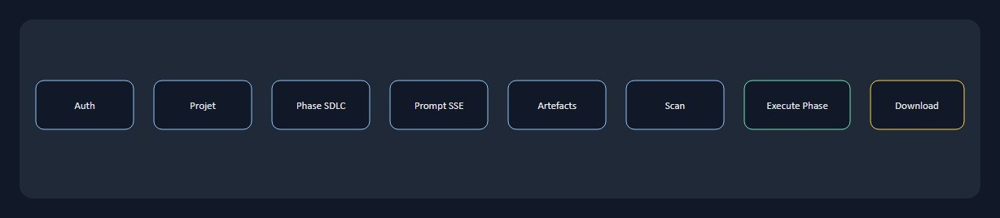 Auth
Projet
Phase SDLC
Prompt SSE
Artefacts
Scan
Execute Phase
Download